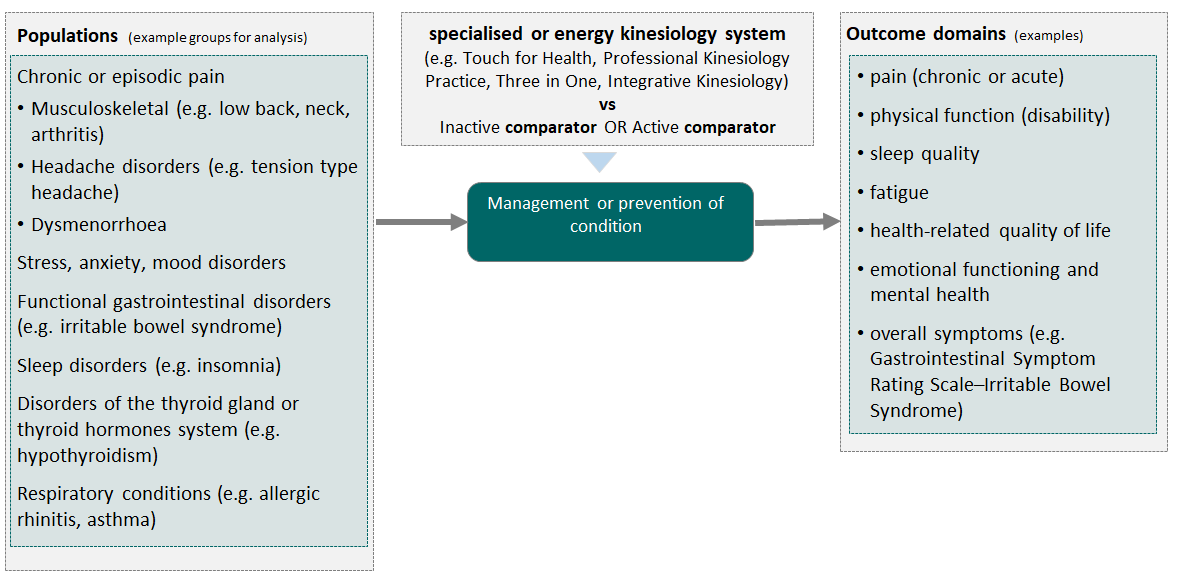 Populations (example groups for analysis)
Chronic or episodic pain
• Musculoskeletal (e.g. low back, neck,
arthritis)
• Headache disorders (e.g. tension type
headache)
• Dysmenorrhoea
Stress, anxiety, mood disorders
Functional gastrointestinal disorders
(e.g. irritable bowel syndrome)
Sleep disorders (e.g. insomnia)
Disorders of the thyroid gland or
thyroid hormones system (e.g.
hypothyroidism)
Respiratory conditions (e.g. allergic
rhinitis, asthma)
specialised or energy kinesiology system
(e.g. Touch for Health, Professional Kinesiology
Practice, Three in One, Integrative Kinesiology)
vs
Inactive comparator OR Active comparator
Management or prevention of
condition
Outcome domains (examples)
• pain (chronic or acute)
• physical function (disability)
• sleep quality
• fatigue
• health-related quality of life
• emotional functioning and
mental health
• overall symptoms (e.g.
Gastrointestinal Symptom
Rating Scale–Irritable Bowel
Syndrome)